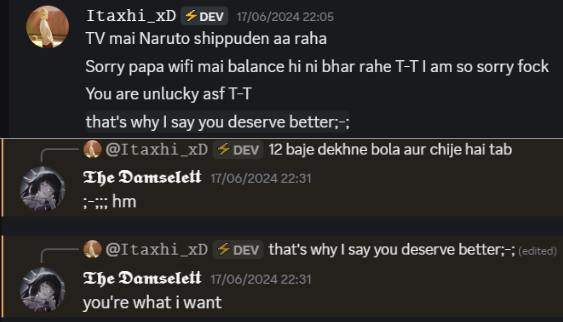 Itaxhi_xD ⚡DEV 17/06/2024 22:05
TV mai Naruto shippuden aa raha
Sorry papa wifi mai balance hi ni bhar rahe T-T I am so sorry fock
You are unlucky asf T-T
that's why I say you deserve better;-;
@Itaxhi_xD ⚡DEV 12 baje dekhne bola aur chije hai tab
𝕿𝖍𝖊 𝕯𝖆𝖒𝖘𝖊𝖑𝖊𝖙𝖙 17/06/2024 22:31
;-;;; hm
@Itaxhi_xD ⚡DEV that's why I say you deserve better;-; (edited)
𝕿𝖍𝖊 𝕯𝖆𝖒𝖘𝖊𝖑𝖊𝖙𝖙 17/06/2024 22:31
you're what i want